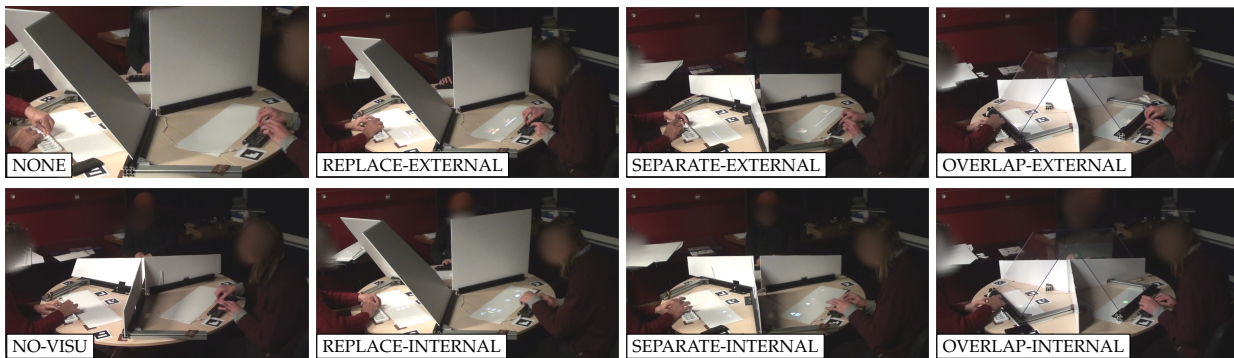 NONE
REPLACE-EXTERNAL
SEPARATE-EXTERNAL
OVERLAP-EXTERNAL
NO-VISU
REPLACE-INTERNAL
SEPARATE-INTERNAL
OVERLAP-INTERNAL